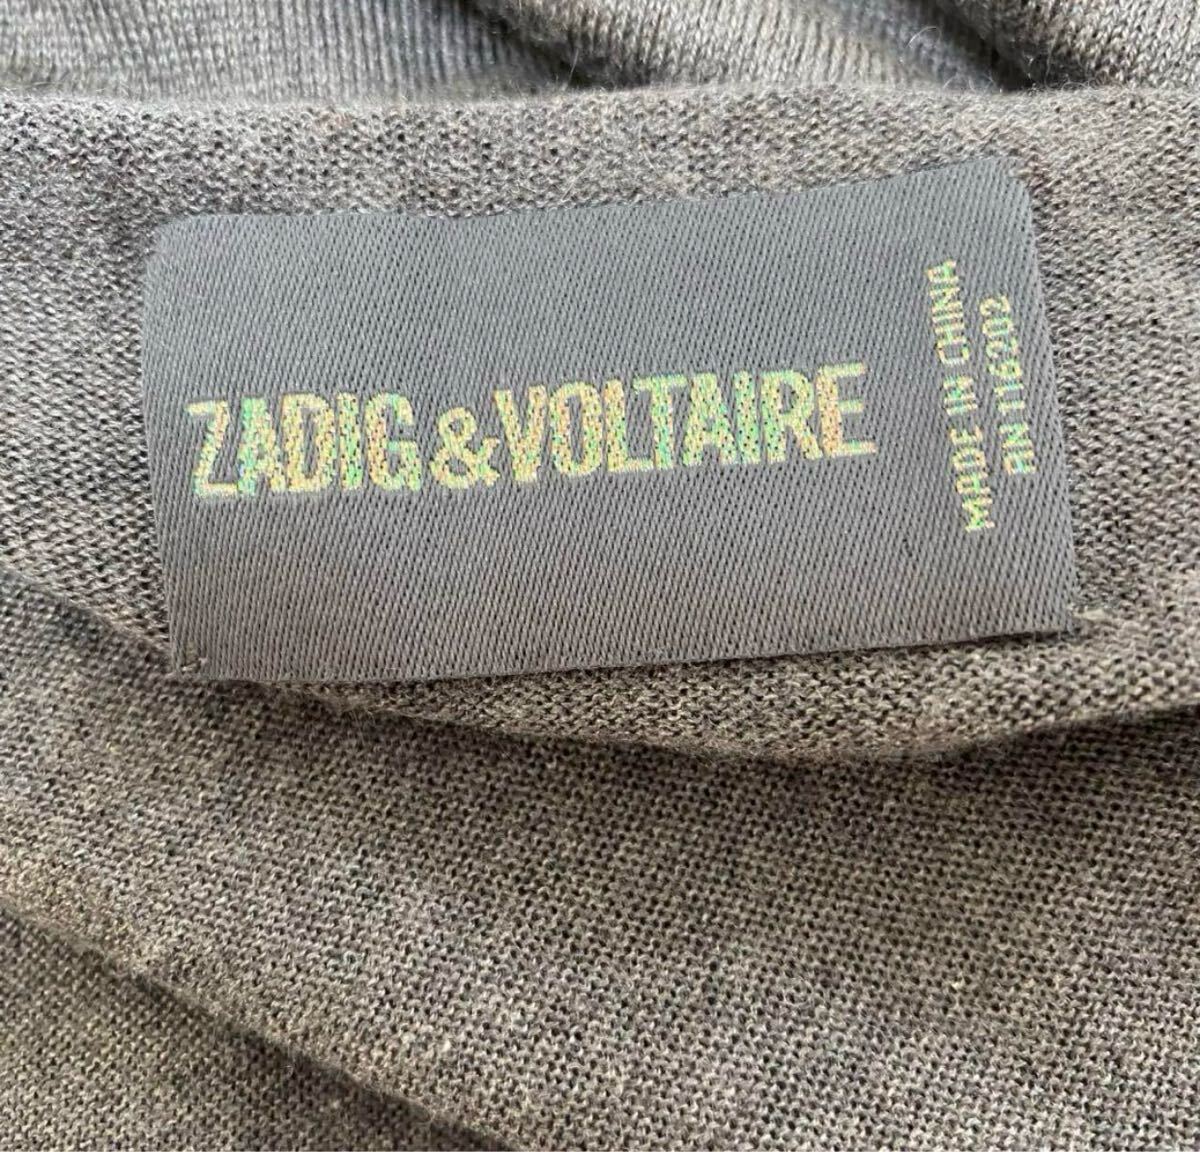 ZADIG&VOLTAIRE
MADE IN CHINA
RN 116202